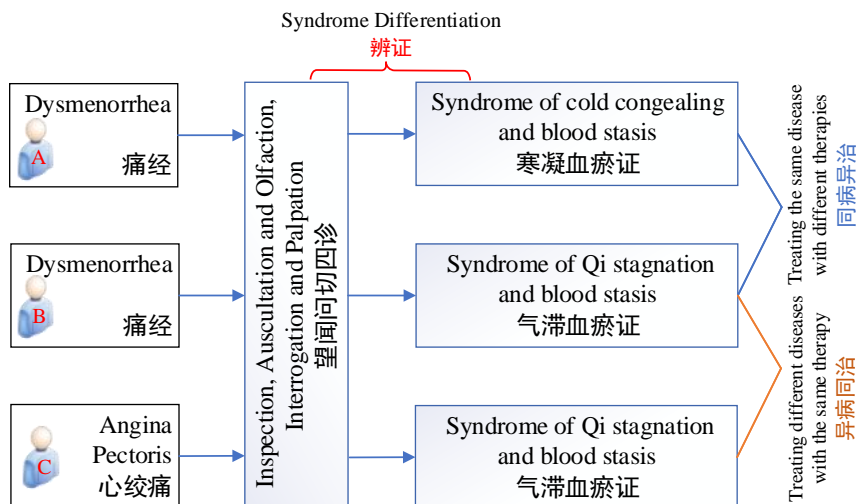 Syndrome Differentiation
辨证
Dysmenorrhea
A
痛经
Dysmenorrhea
B
痛经
Angina
Pectoris
C
心绞痛
Inspection, Auscultation and Olfaction,
Interrogation and Palpation
望闻问切四诊
Syndrome of cold congealing
and blood stasis
寒凝血瘀证
Syndrome of Qi stagnation
and blood stasis
气滞血瘀证
Syndrome of Qi stagnation
and blood stasis
气滞血瘀证
Treating the same disease
with different therapies
同病异治
Treating different diseases
with the same therapy
异病同治